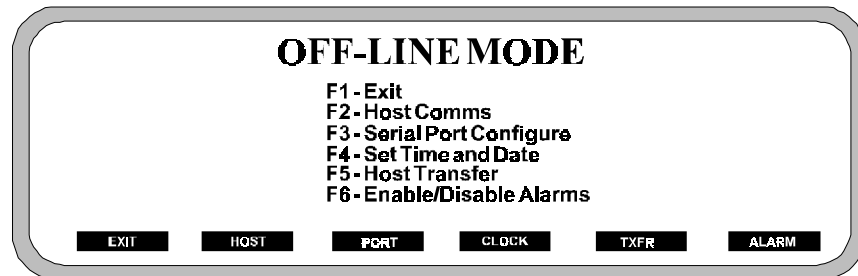 OFF-LINE MODE
F1 - Exit
F2 - Host Comms
F3 - Serial Port Configure
F4 - Set Time and Date
F5 - Host Transfer
F6 - Enable/Disable Alarms
EXIT HOST PORT CLOCK TXFR ALARM